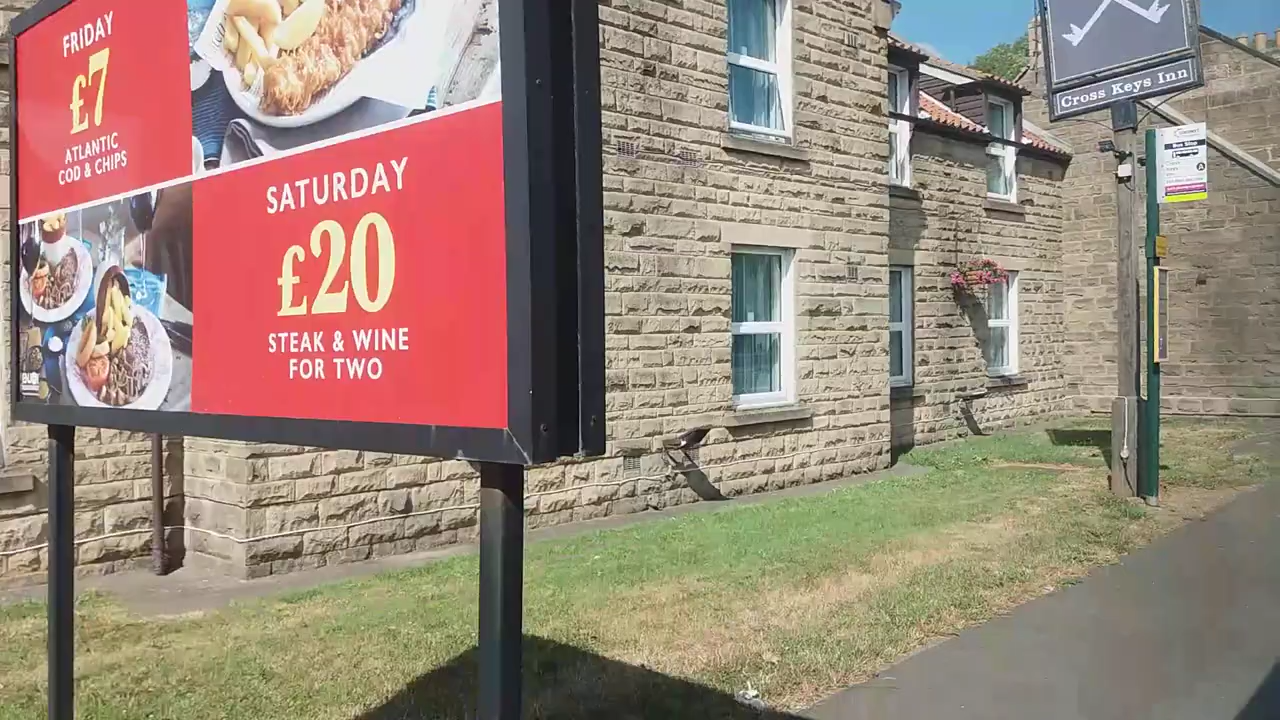 FRIDAY
£7
ATLANTIC
COD & CHIPS
SATURDAY
£20
STEAK & WINE
FOR TWO
Cross Keys Inn
Bus Stop